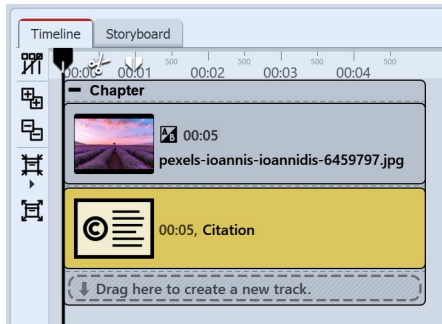 Timeline Storyboard
500 500 500 500
00:00 00:01 00:02 00:03 00:04
Chapter
00:05
pexels-ioannis-ioannidis-6459797.jpg
00:05, Citation
Drag here to create a new track.